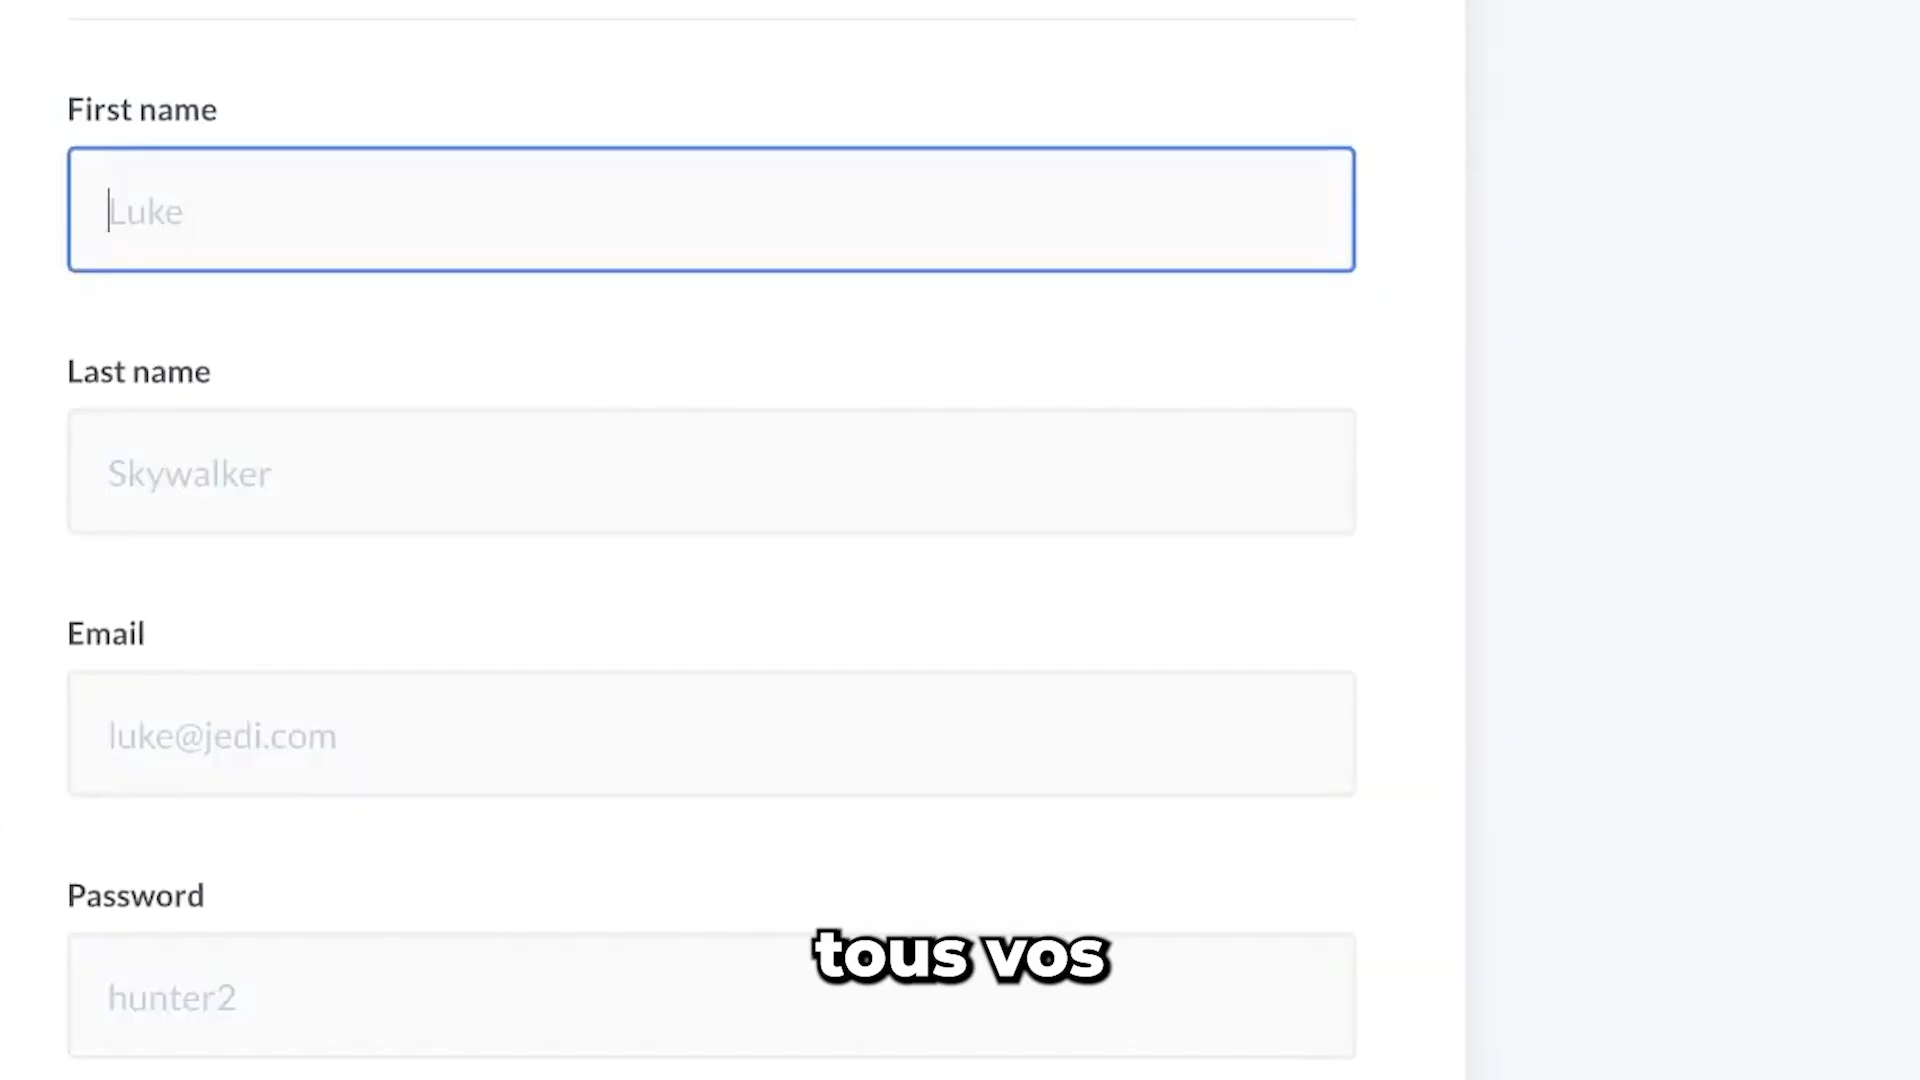 First name
Luke
Last name
Skywalker
Email
luke@jedi.com
Password
tous vos
hunter2